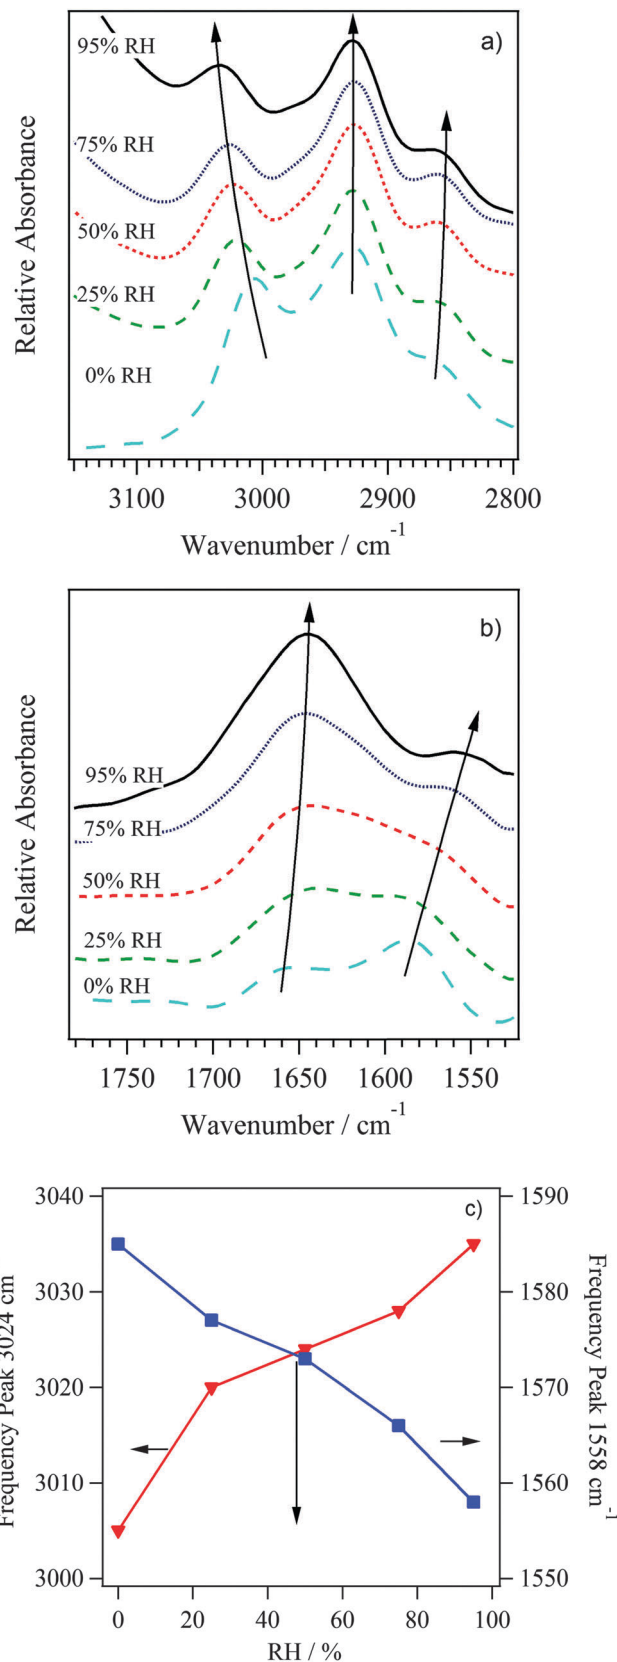 a)
95% RH
75% RH
50% RH
25% RH
0% RH
Relative Absorbance
3100 3000 2900 2800
Wavenumber / cm-1
b)
95% RH
75% RH
50% RH
25% RH
0% RH
Relative Absorbance
1750 1700 1650 1600 1550
Wavenumber / cm-1
c)
3040
3030
3020
3010
3000
Frequency Peak 3024 cm
1590
1580
1570
1560
1550
Frequency Peak 1558 cm-1
0 20 40 60 80 100
RH / %